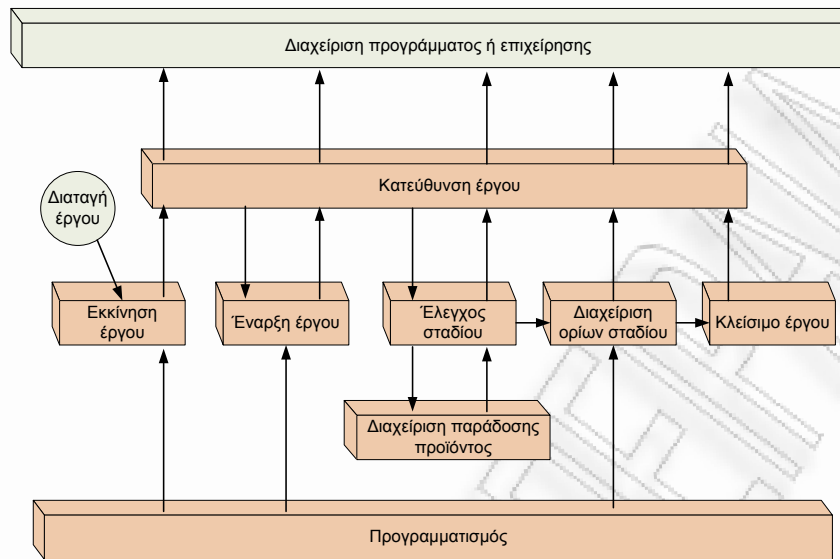 Διαχείριση προγράμματος ή επιχείρησης
Κατεύθυνση έργου
Διαταγή
έργου
Εκκίνηση
έργου
Έναρξη έργου
Έλεγχος
σταδίου
Διαχείριση
ορίων σταδίου
Κλείσιμο έργου
Διαχείριση παράδοσης
προϊόντος
Προγραμματισμός